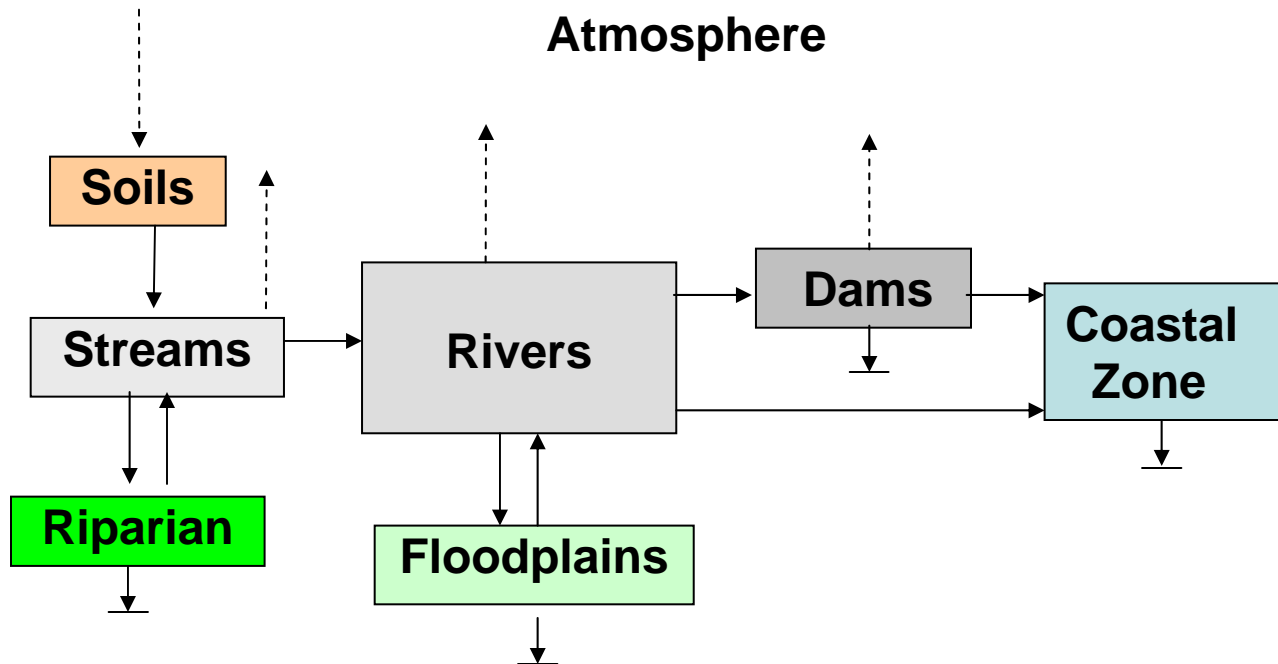 Atmosphere
Soils
Streams
Rivers
Dams
Coastal
Zone
Riparian
Floodplains